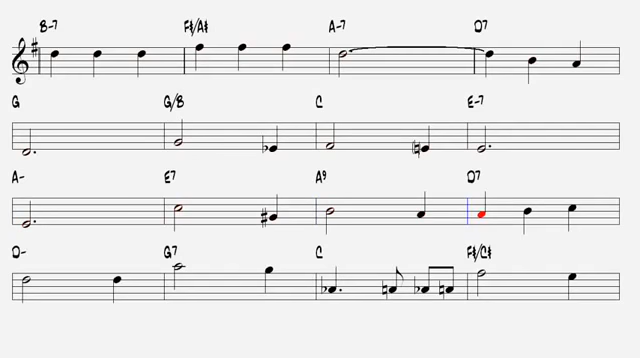 B-7 F#/A# A-7 D7
G G/B C E-7
A- E7 A9 D7
D- G7 C F#/C#